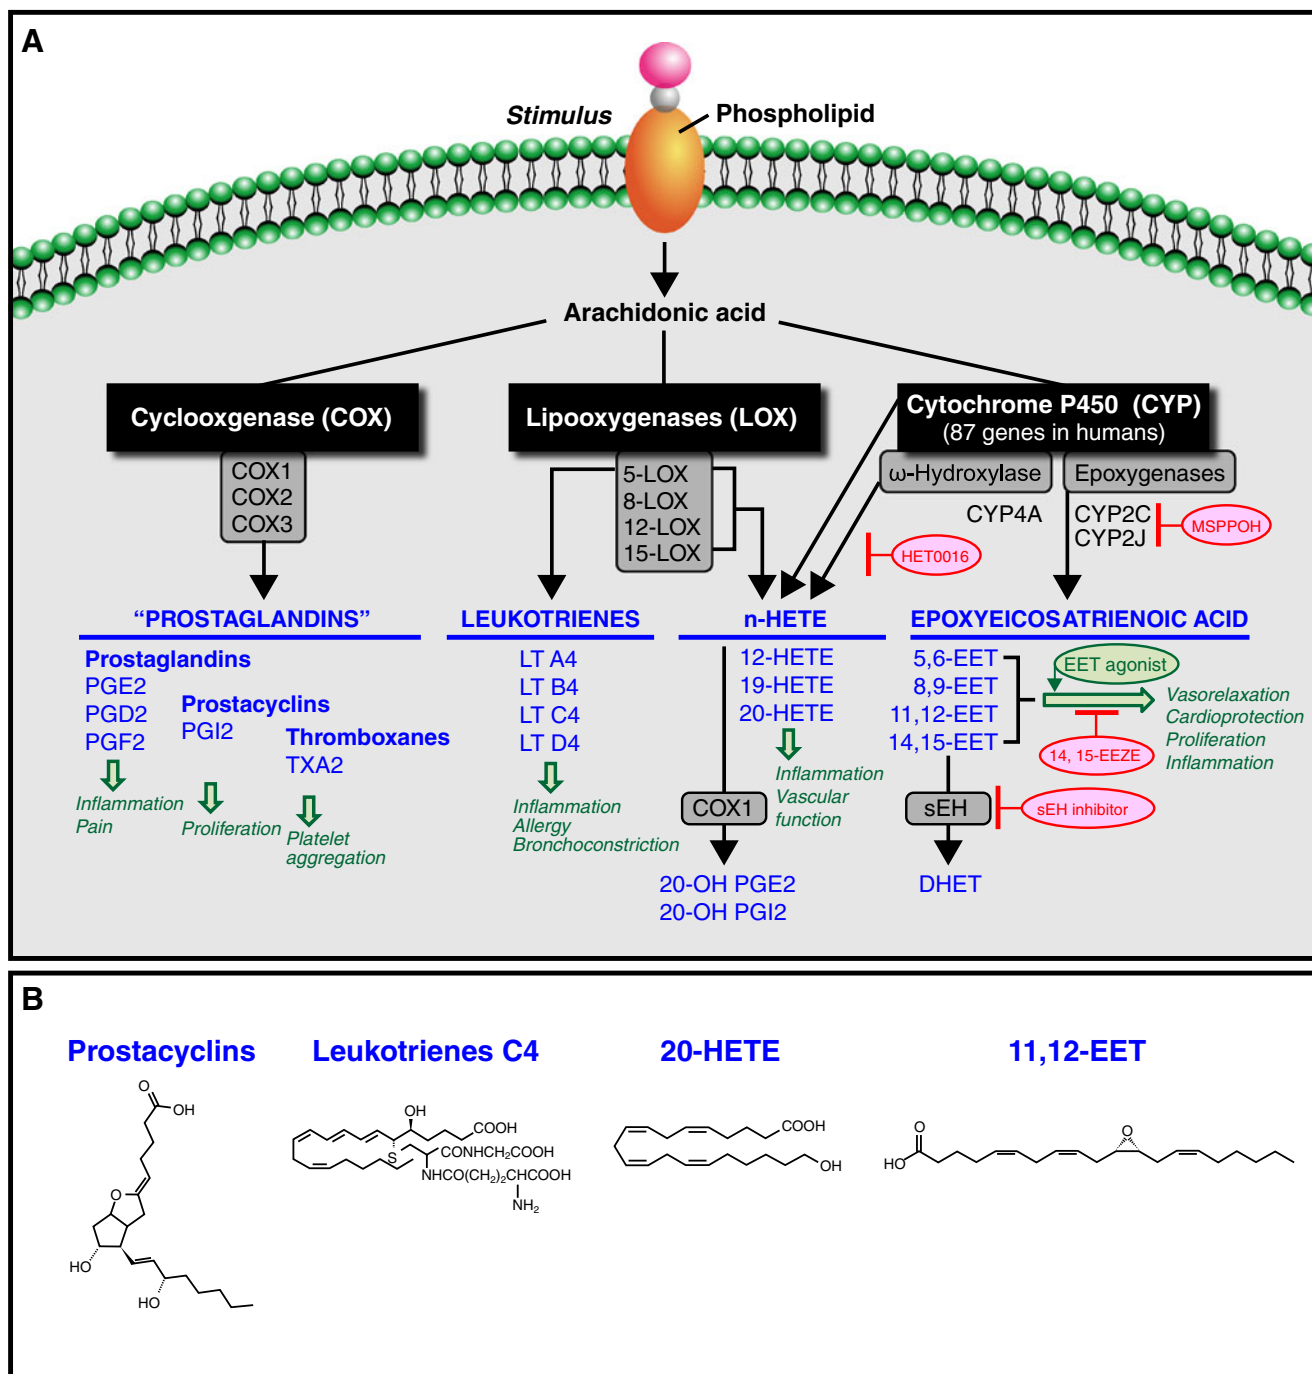 A
Stimulus
Phospholipid
Arachidonic acid
Cyclooxgenase (COX)
Lipooxygenases (LOX)
Cytochrome P450 (CYP)
(87 genes in humans)
COX1
COX2
COX3
5-LOX
8-LOX
12-LOX
15-LOX
ω-Hydroxylase
Epoxygenases
CYP4A
CYP2C
CYP2J
MSPPOH
HET0016
“PROSTAGLANDINS”
LEUKOTRIENES
n-HETE
EPOXYEICOSATRIENOIC ACID
Prostaglandins
PGE2
PGD2
PGF2
Prostacyclins
PGI2
Thromboxanes
TXA2
Inflammation
Pain
Proliferation
Platelet
aggregation
LT A4
LT B4
LT C4
LT D4
Inflammation
Allergy
Bronchoconstriction
12-HETE
19-HETE
20-HETE
Inflammation
Vascular
function
COX1
20-OH PGE2
20-OH PGI2
5,6-EET
8,9-EET
11,12-EET
14,15-EET
EET agonist
Vasorelaxation
Cardioprotection
Proliferation
Inflammation
14, 15-EEZE
sEH
sEH inhibitor
DHET
B
Prostacyclins
Leukotrienes C4
20-HETE
11,12-EET
O
OH
O
HO
HO
OH
COOH
S
CONHCH₂COOH
NHCO(CH₂)₂CHCOOH
NH₂
COOH
OH
O
HO
O